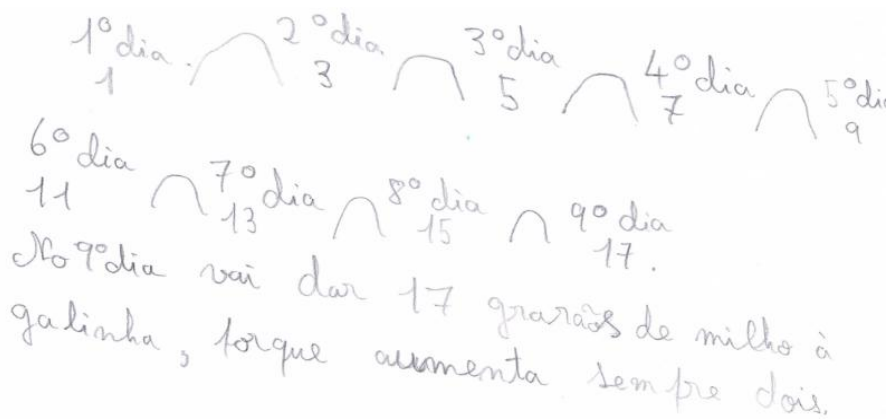 1º dia. 2º dia 3º dia 4º dia 5º dia
1 3 5 7 9
6º dia 7º dia 8º dia 9º dia
11 13 15 17.
No 9º dia vai dar 17 grarãos de milho à
galinha, porque aumenta sempre dois.